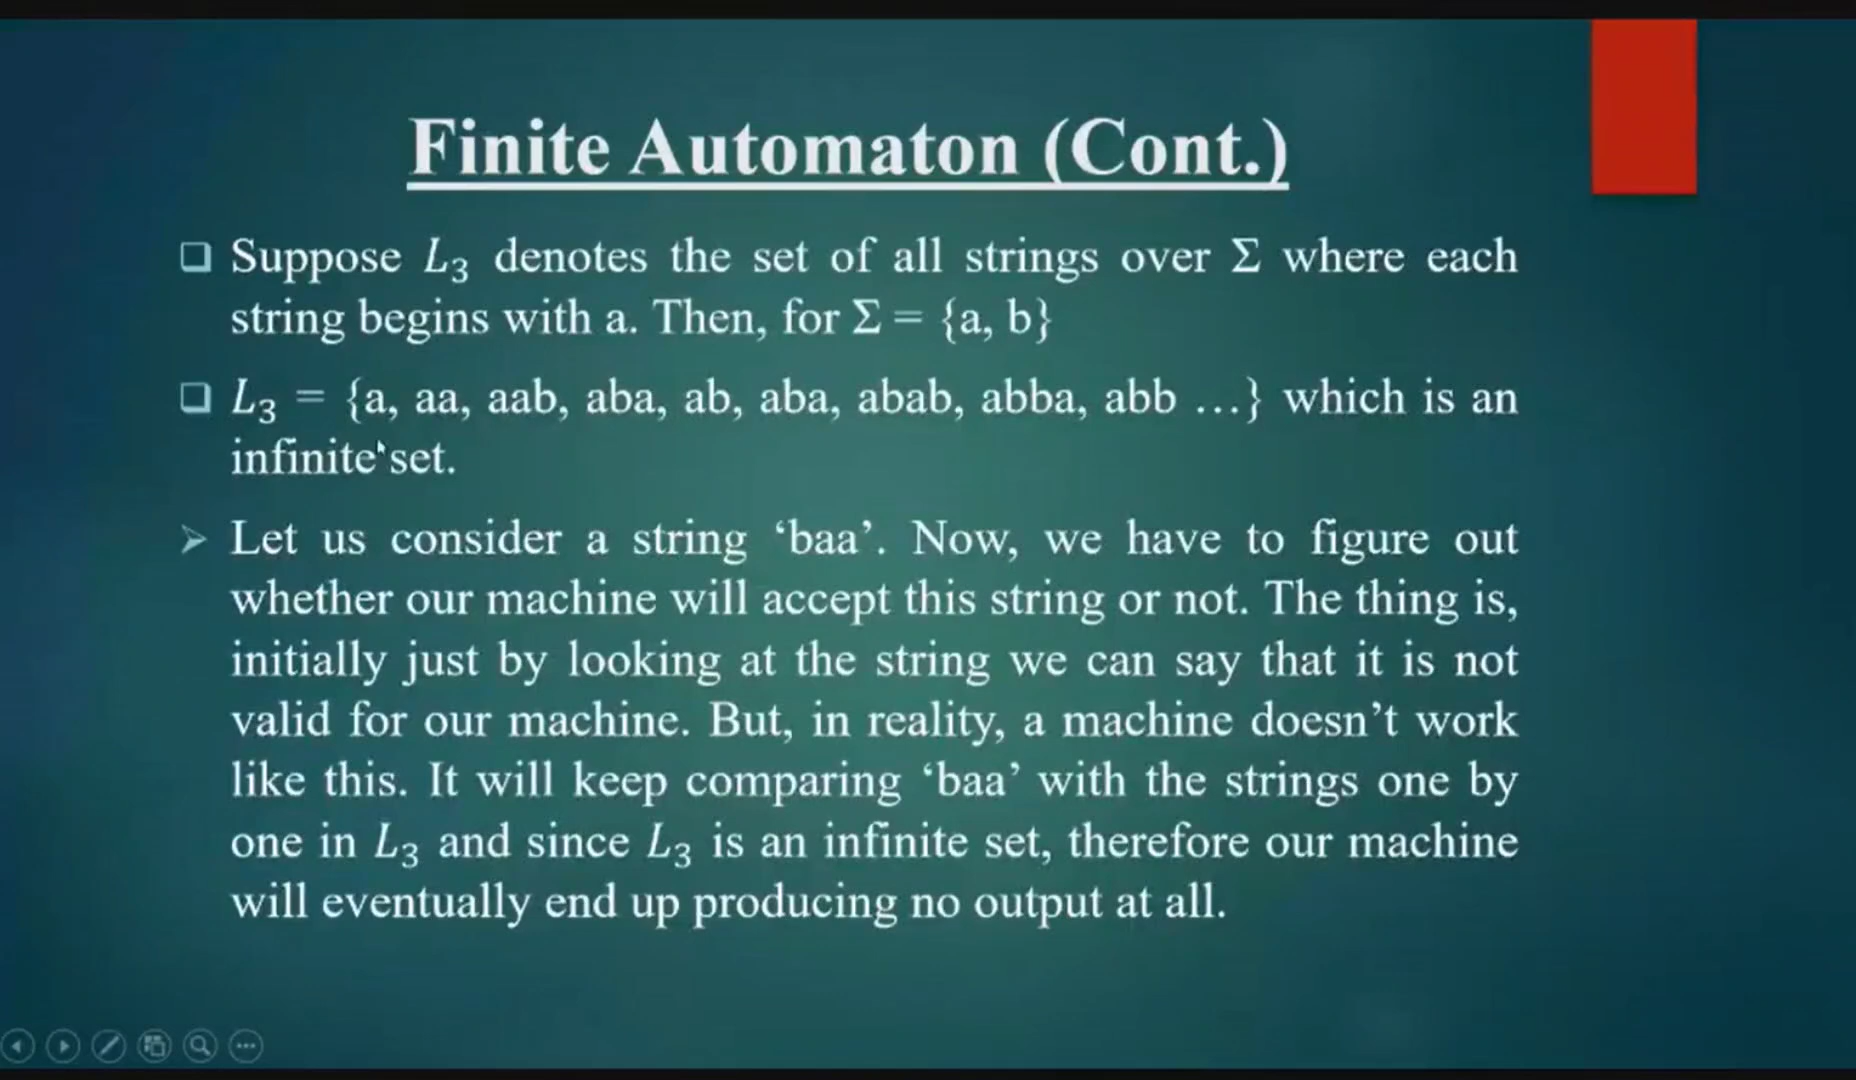 Finite Automaton (Cont.)
Suppose L₃ denotes the set of all strings over Σ where each
string begins with a. Then, for Σ = {a, b}
L₃ = {a, aa, aab, aba, ab, aba, abab, abba, abb ...} which is an
infinite set.
Let us consider a string ‘baa’. Now, we have to figure out
whether our machine will accept this string or not. The thing is,
initially just by looking at the string we can say that it is not
valid for our machine. But, in reality, a machine doesn’t work
like this. It will keep comparing ‘baa’ with the strings one by
one in L₃ and since L₃ is an infinite set, therefore our machine
will eventually end up producing no output at all.